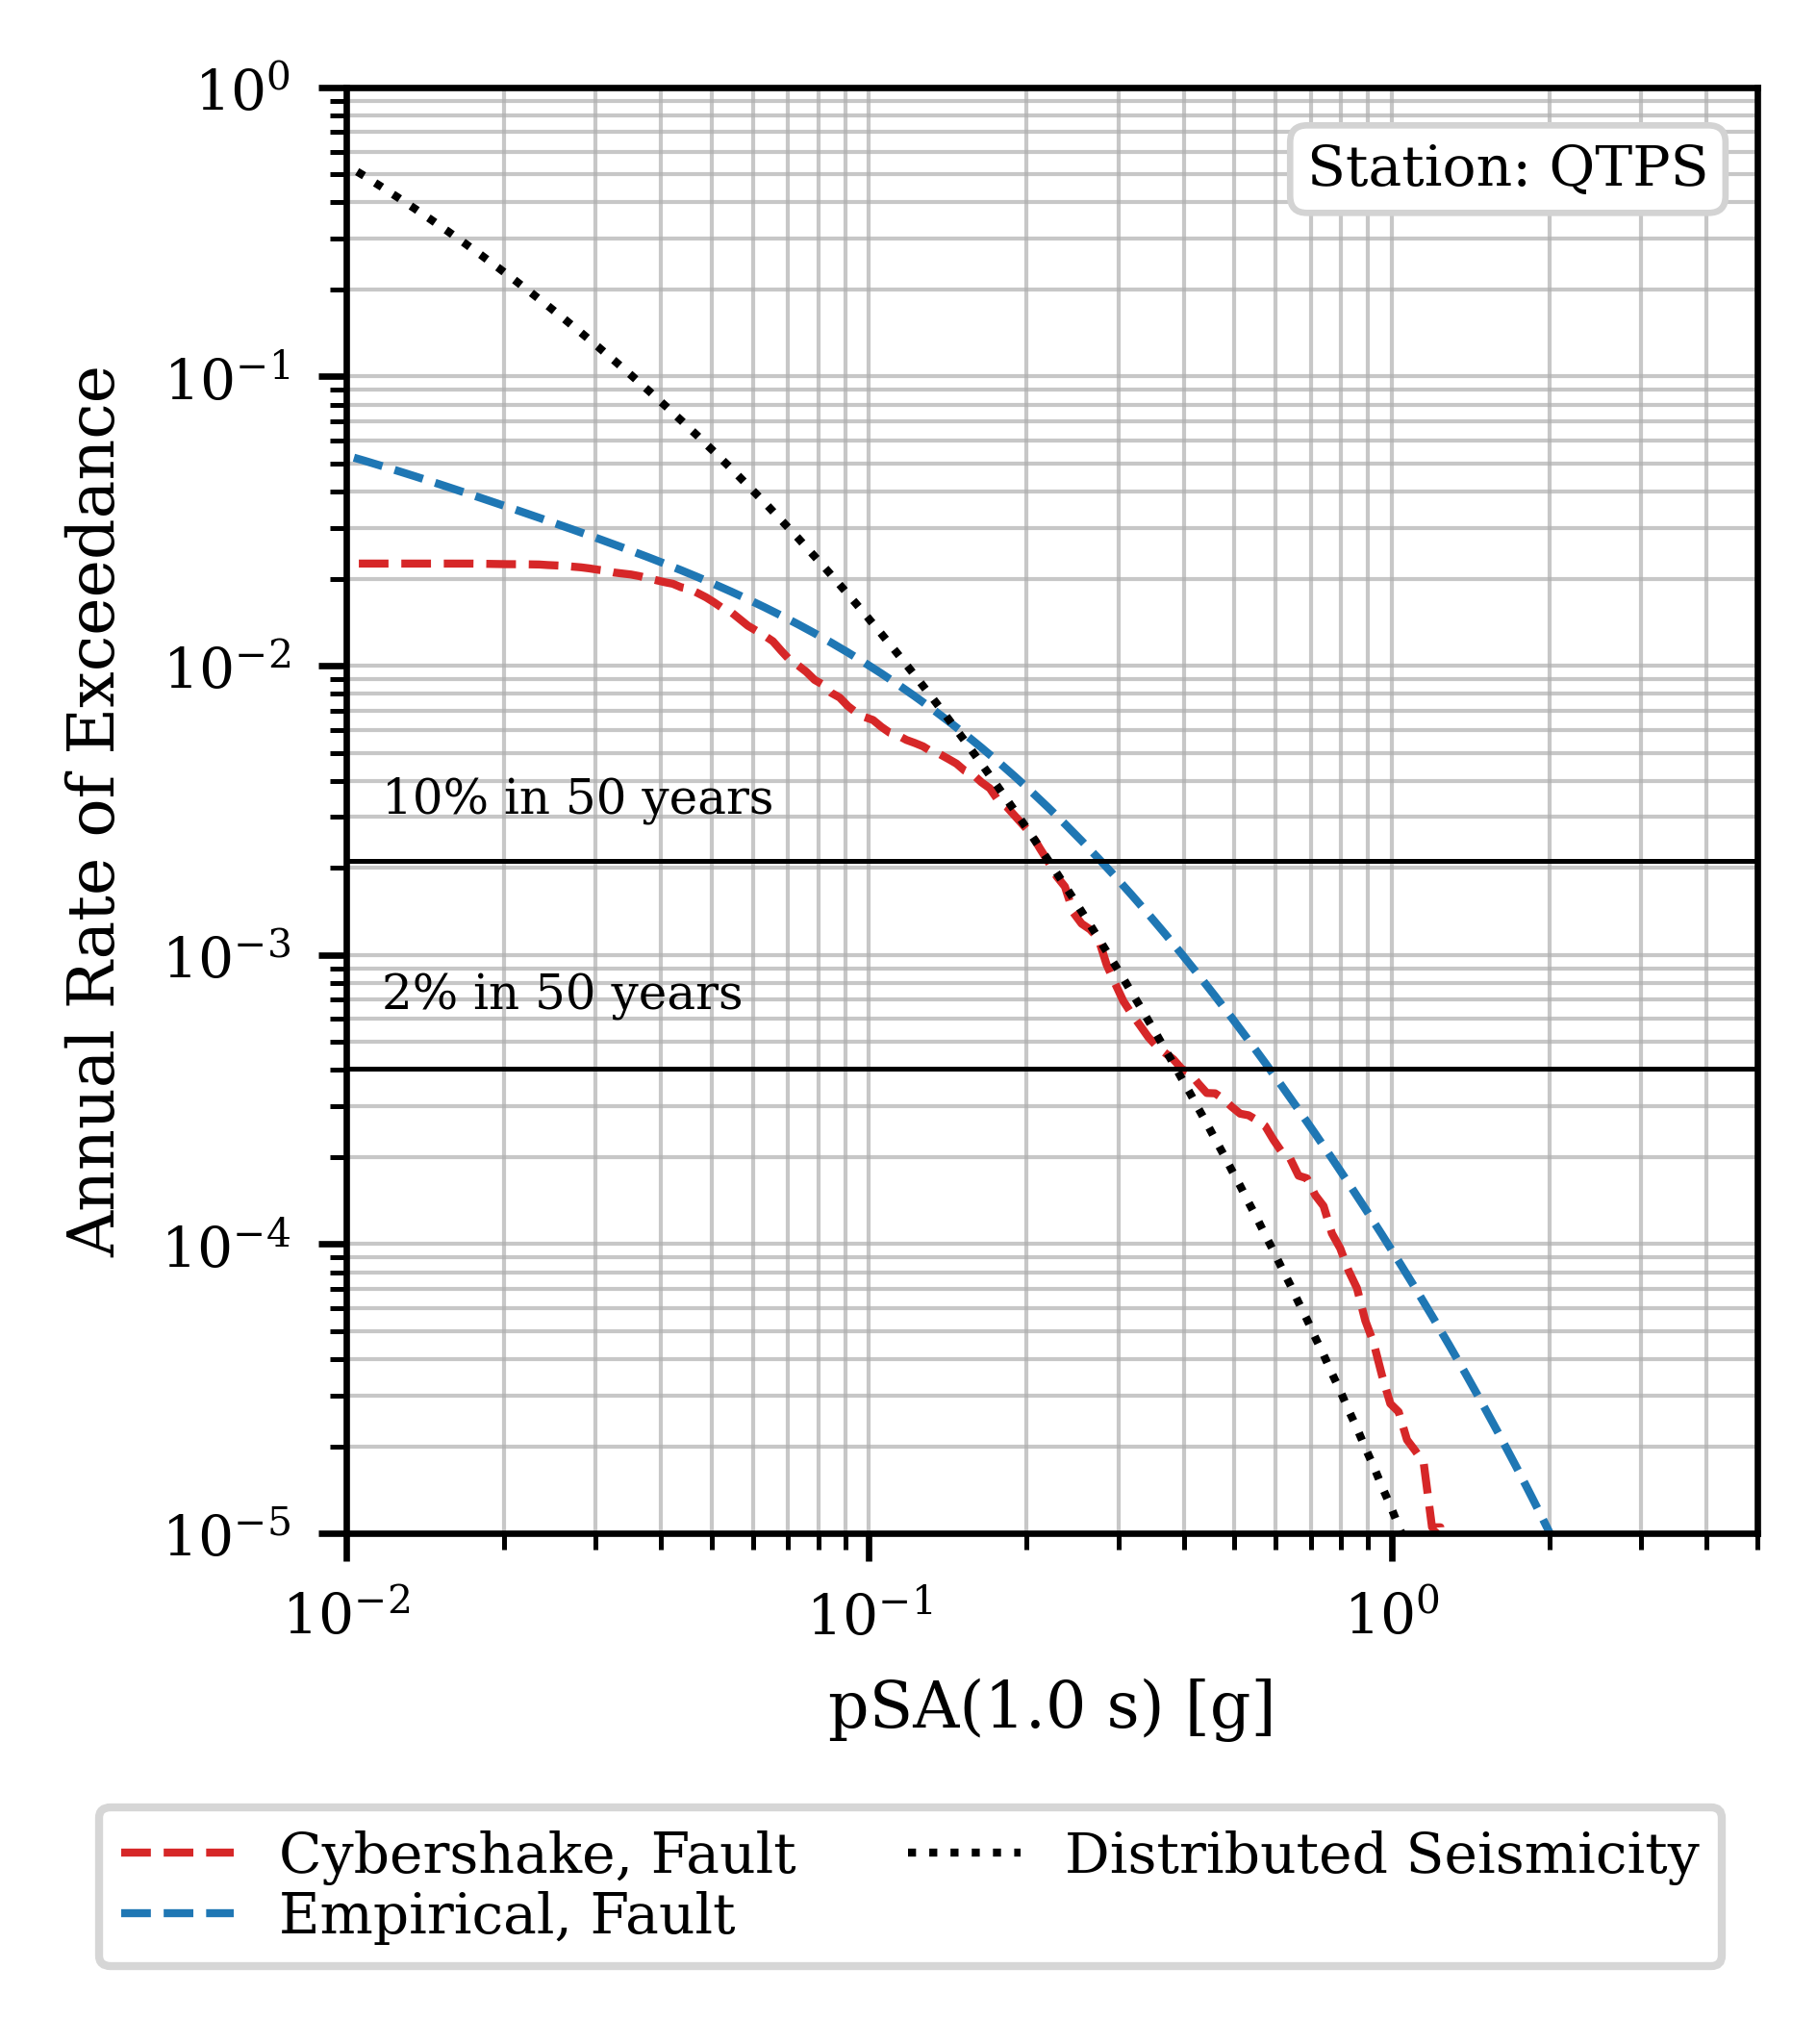 10⁰
10⁻¹
10⁻²
10⁻³
10⁻⁴
10⁻⁵
Annual Rate of Exceedance
Station: QTPS
10% in 50 years
2% in 50 years
10⁻²
10⁻¹
10⁰
pSA(1.0 s) [g]
Cybershake, Fault
Empirical, Fault
Distributed Seismicity